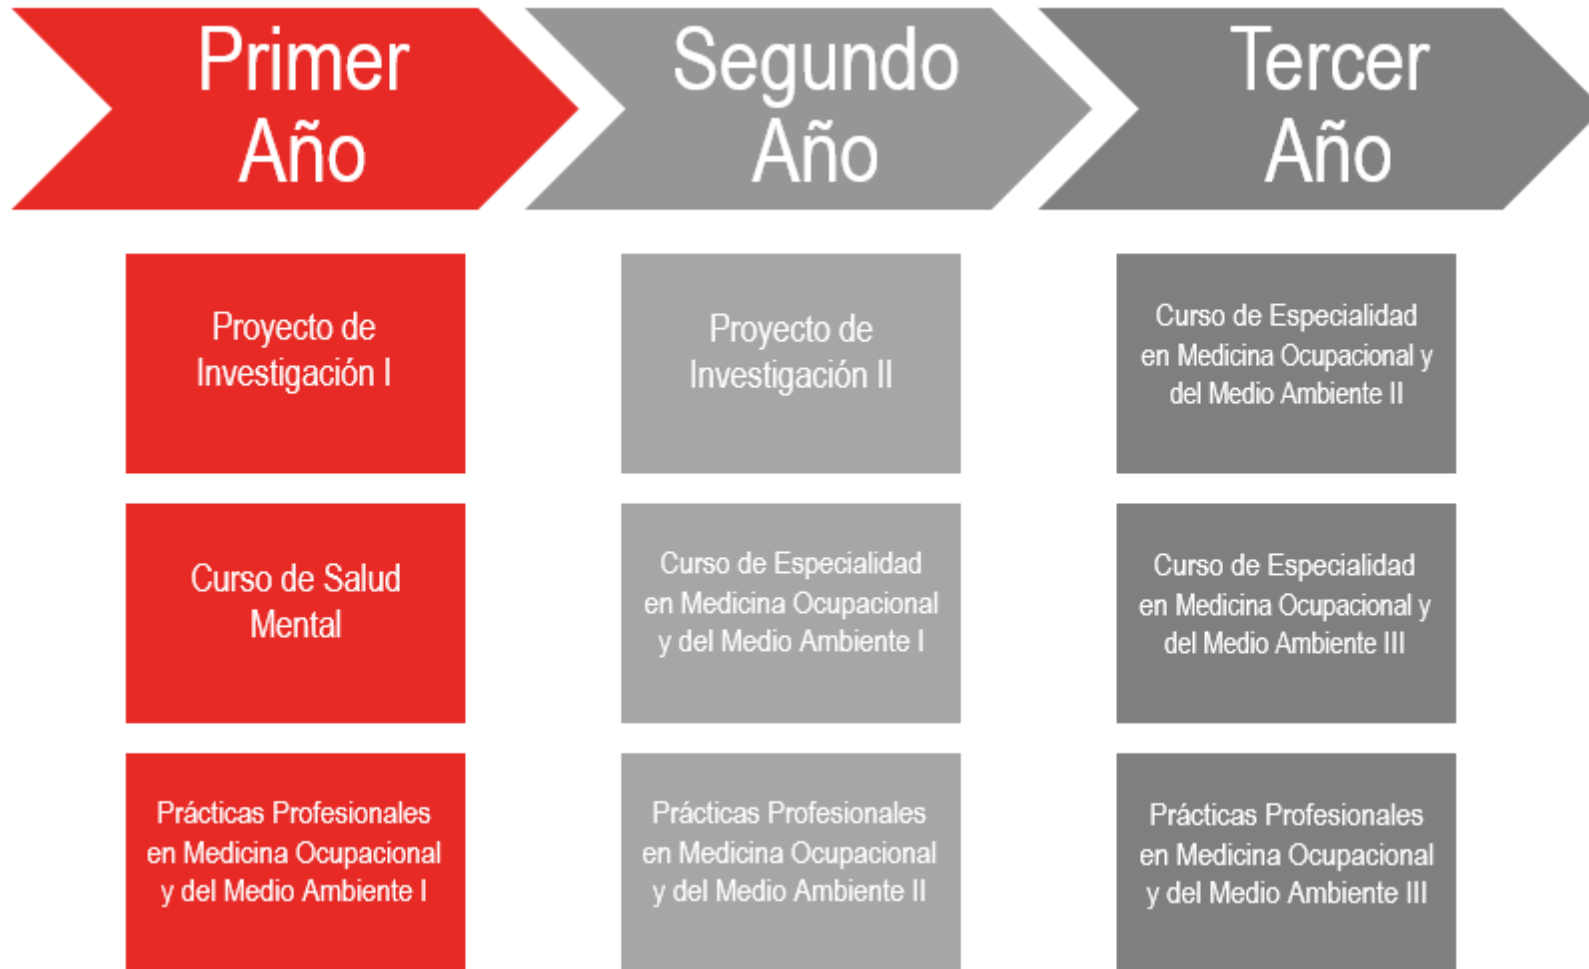 Primer
Año
Segundo
Año
Tercer
Año
Proyecto de
Investigación I
Proyecto de
Investigación II
Curso de Especialidad
en Medicina Ocupacional y
del Medio Ambiente II
Curso de Salud
Mental
Curso de Especialidad
en Medicina Ocupacional
y del Medio Ambiente I
Curso de Especialidad
en Medicina Ocupacional y
del Medio Ambiente III
Prácticas Profesionales
en Medicina Ocupacional
y del Medio Ambiente I
Prácticas Profesionales
en Medicina Ocupacional
y del Medio Ambiente II
Prácticas Profesionales
en Medicina Ocupacional
y del Medio Ambiente III